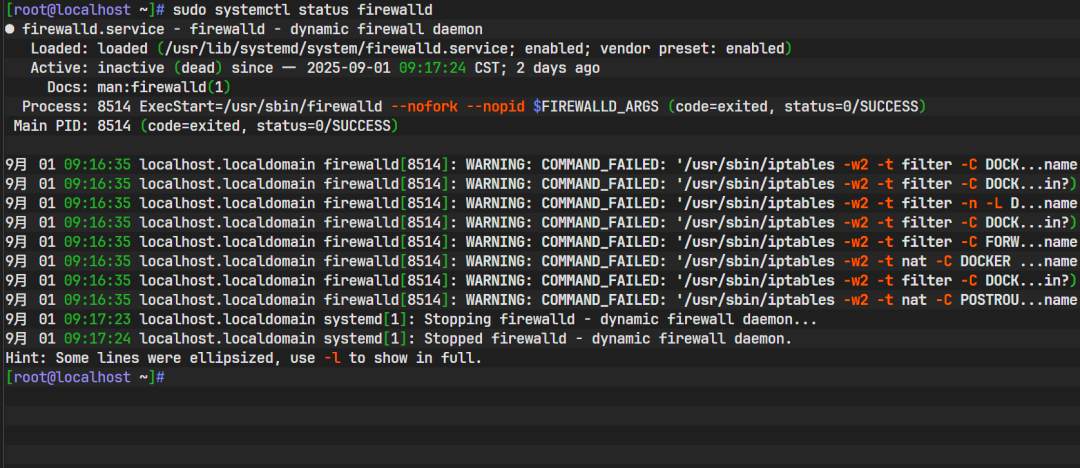 [root@localhost ~]# sudo systemctl status firewalld
● firewalld.service - firewalld - dynamic firewall daemon
   Loaded: loaded (/usr/lib/systemd/system/firewalld.service; enabled; vendor preset: enabled)
   Active: inactive (dead) since 一 2025-09-01 09:17:24 CST; 2 days ago
     Docs: man:firewalld(1)
  Process: 8514 ExecStart=/usr/sbin/firewalld --nofork --nopid $FIREWALLD_ARGS (code=exited, status=0/SUCCESS)
 Main PID: 8514 (code=exited, status=0/SUCCESS)

9月 01 09:16:35 localhost.localdomain firewalld[8514]: WARNING: COMMAND_FAILED: '/usr/sbin/iptables -w2 -t filter -C DOCK...name
9月 01 09:16:35 localhost.localdomain firewalld[8514]: WARNING: COMMAND_FAILED: '/usr/sbin/iptables -w2 -t filter -C DOCK...in?)
9月 01 09:16:35 localhost.localdomain firewalld[8514]: WARNING: COMMAND_FAILED: '/usr/sbin/iptables -w2 -t filter -n -L D...name
9月 01 09:16:35 localhost.localdomain firewalld[8514]: WARNING: COMMAND_FAILED: '/usr/sbin/iptables -w2 -t filter -C DOCK...in?)
9月 01 09:16:35 localhost.localdomain firewalld[8514]: WARNING: COMMAND_FAILED: '/usr/sbin/iptables -w2 -t filter -C FORW...name
9月 01 09:16:35 localhost.localdomain firewalld[8514]: WARNING: COMMAND_FAILED: '/usr/sbin/iptables -w2 -t nat -C DOCKER ...name
9月 01 09:16:35 localhost.localdomain firewalld[8514]: WARNING: COMMAND_FAILED: '/usr/sbin/iptables -w2 -t filter -C DOCK...in?)
9月 01 09:16:35 localhost.localdomain firewalld[8514]: WARNING: COMMAND_FAILED: '/usr/sbin/iptables -w2 -t nat -C POSTROU...name
9月 01 09:17:23 localhost.localdomain systemd[1]: Stopping firewalld - dynamic firewall daemon...
9月 01 09:17:24 localhost.localdomain systemd[1]: Stopped firewalld - dynamic firewall daemon.
Hint: Some lines were ellipsized, use -l to show in full.
[root@localhost ~]#